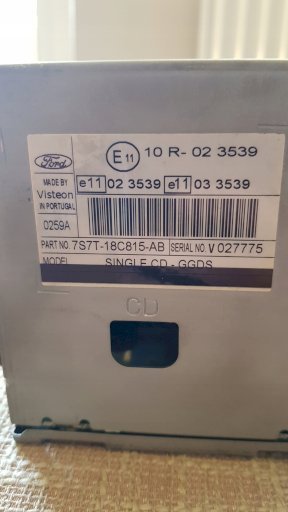 Ford
E11 10 R- 02 3539
MADE BY
Visteon
IN PORTUGAL
e11 02 3539 e11 03 3539
0259A
PART NO. 7S7T-18C815-AB SERIAL NO. V 027775
MODEL SINGLE CD - GGDS
CD